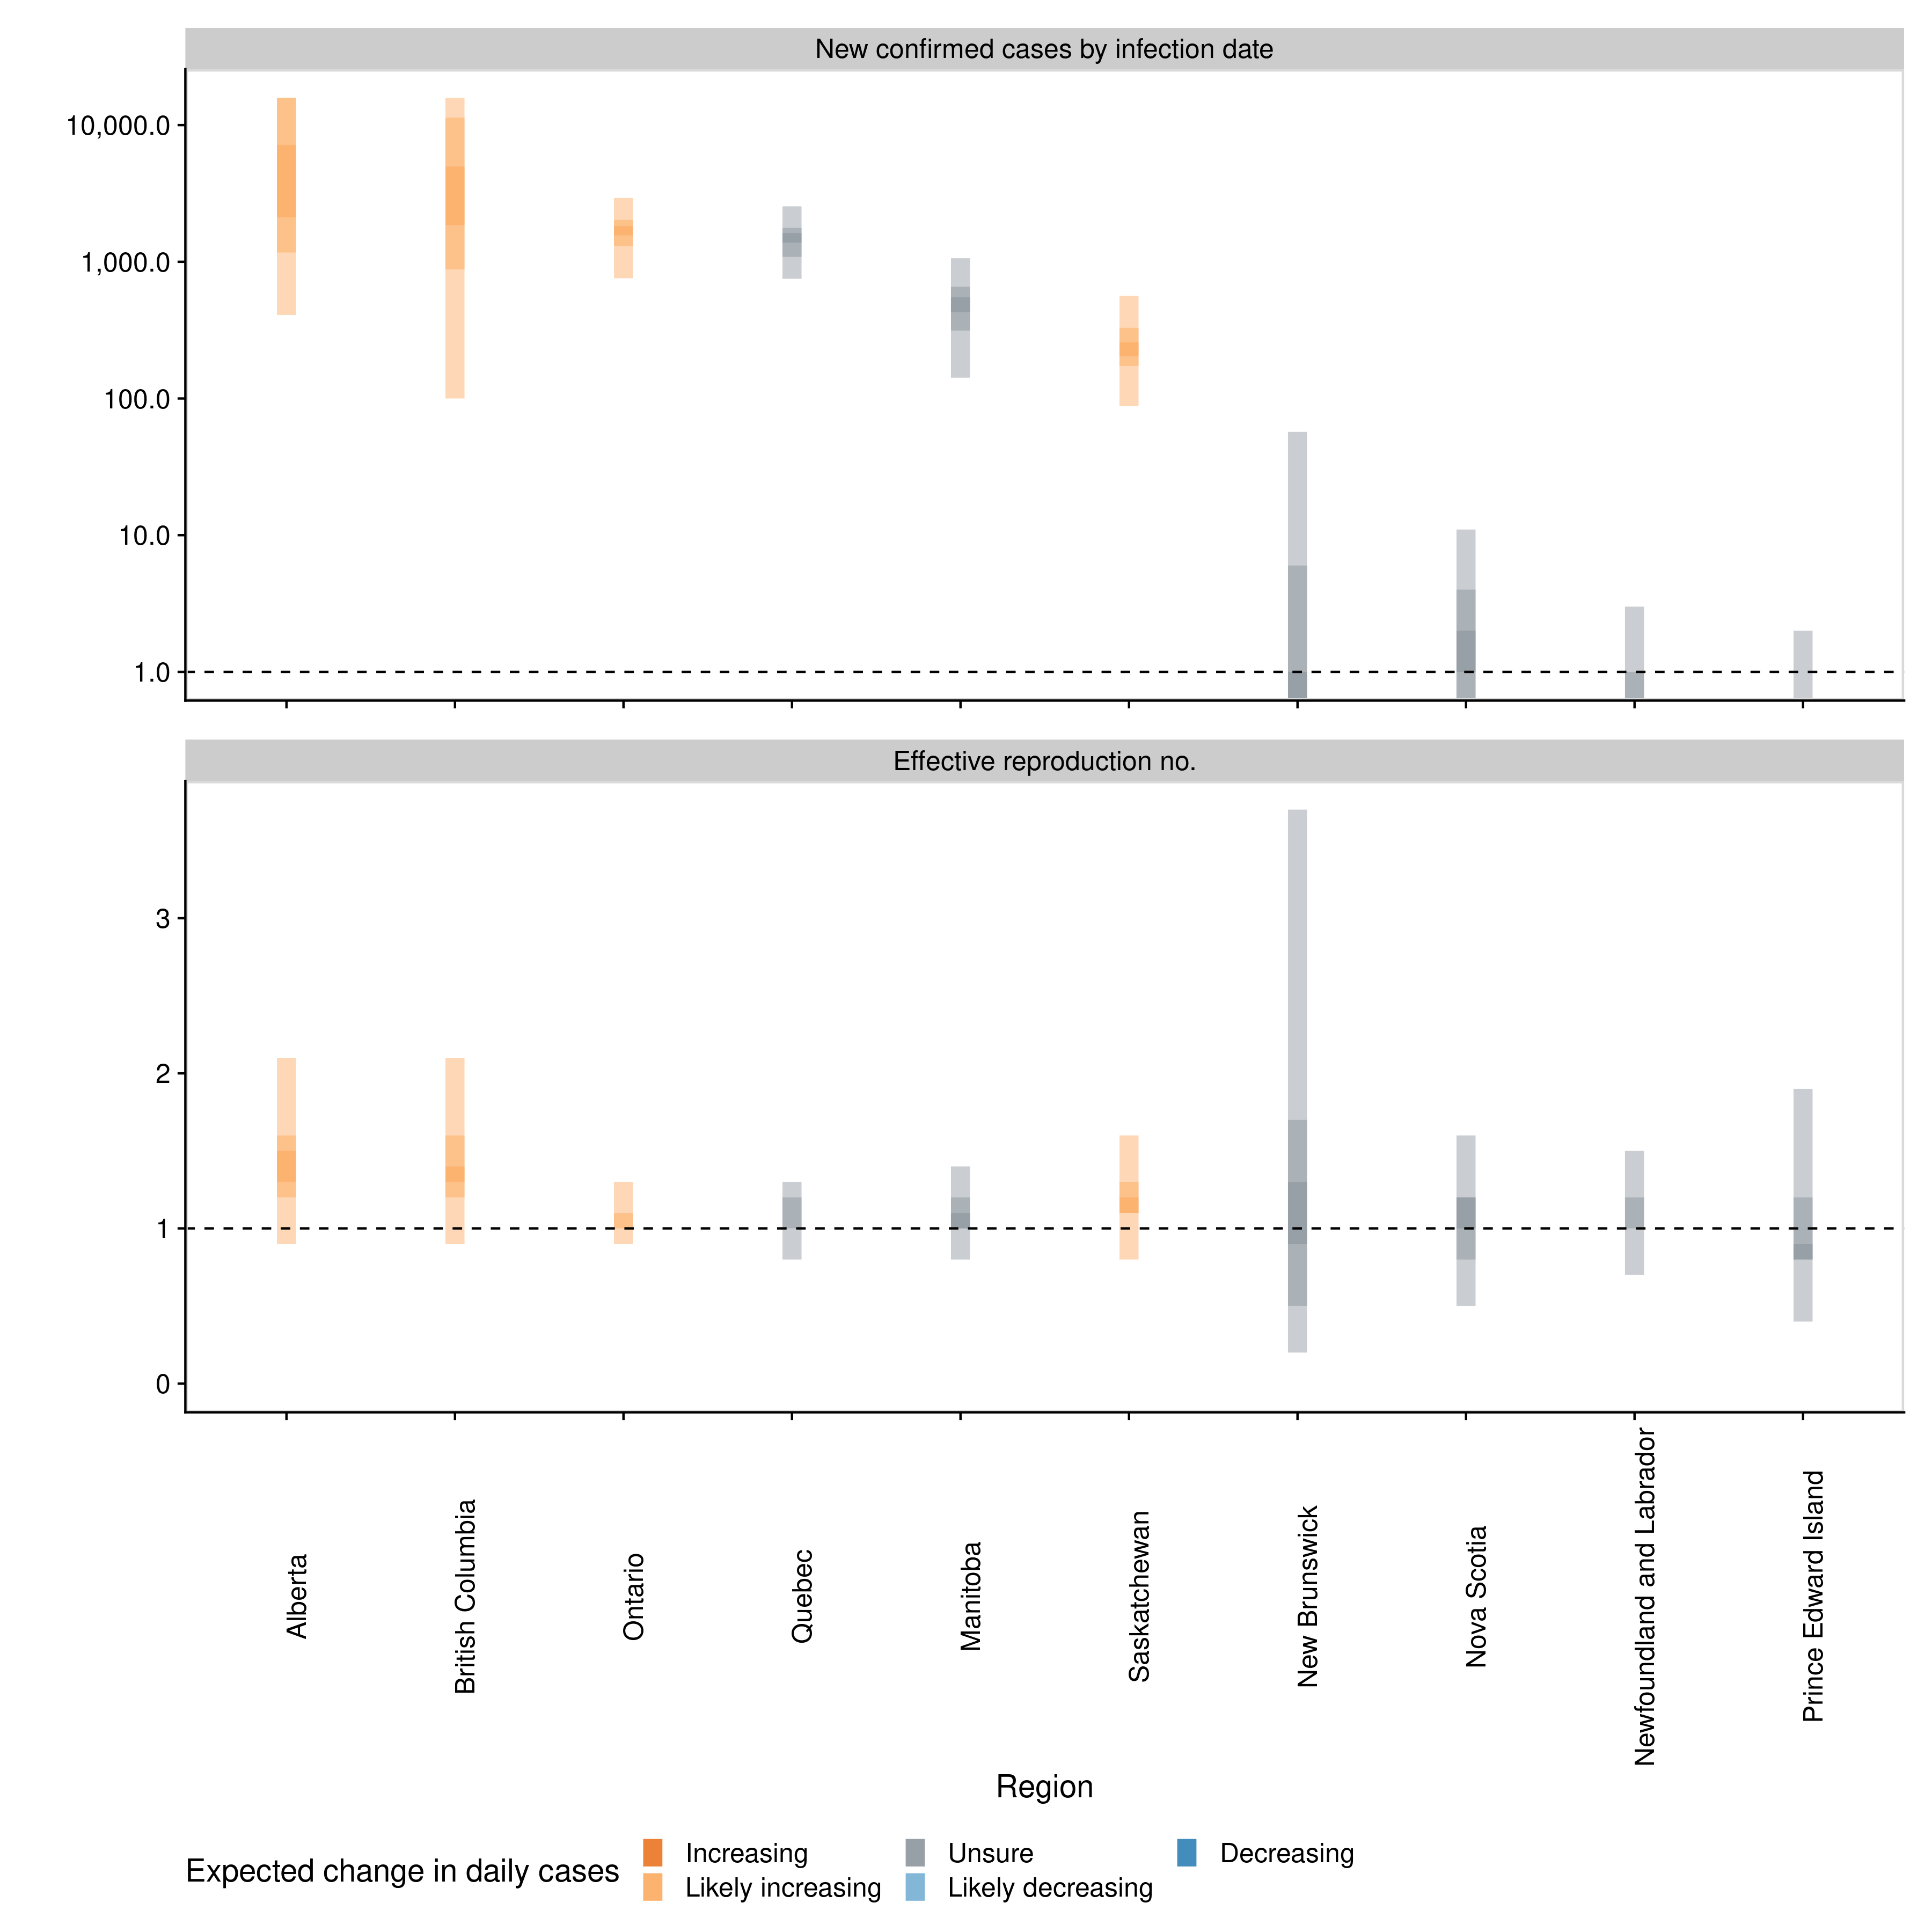 New confirmed cases by infection date
10,000.0
1,000.0
100.0
10.0
1.0
Effective reproduction no.
3
2
1
0
Alberta
British Columbia
Ontario
Quebec
Manitoba
Saskatchewan
New Brunswick
Nova Scotia
Newfoundland and Labrador
Prince Edward Island
Region
Expected change in daily cases
Increasing
Likely increasing
Unsure
Likely decreasing
Decreasing